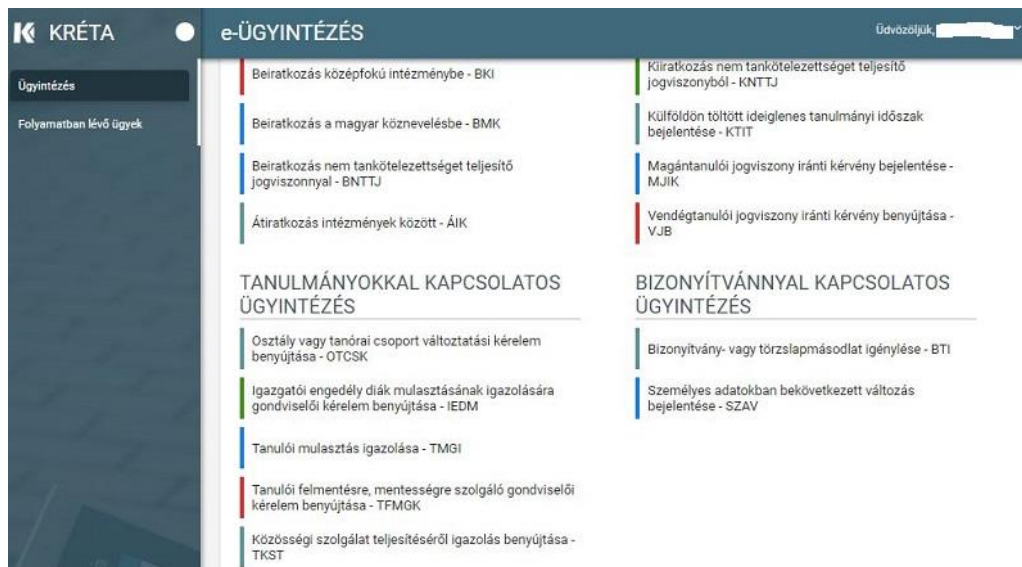 KRÉTA
e-ÜGYINTÉZÉS
Üdvözöljük,
Ügyintézés
Folyamatban lévő ügyek
Beiratkozás középfokú intézménybe - BKI
Beiratkozás a magyar köznevelésbe - BMK
Beiratkozás nem tankötelezettséget teljesítő
jogviszonnyal - BNTTJ
Átiratkozás intézmények között - ÁIK
Kiiratkozás nem tankötelezettséget teljesítő
jogviszonyból - KNTTJ
Külföldön töltött ideiglenes tanulmányi időszak
bejelentése - KTIT
Magántanulói jogviszony iránti kérvény bejelentése -
MJIK
Vendégtanulói jogviszony iránti kérvény benyújtása -
VJB
TANULMÁNYOKKAL KAPCSOLATOS
ÜGYINTÉZÉS
Osztály vagy tanórai csoport változtatási kérelem
benyújtása - OTCSK
Igazgatói engedély diák mulasztásának igazolására
gondviselői kérelem benyújtása - IEDM
Tanulói mulasztás igazolása - TMGI
Tanulói felmentésre, mentességre szolgáló gondviselői
kérelem benyújtása - TFMGK
Közösségi szolgálat teljesítéséről igazolás benyújtása -
TKST
BIZONYÍTVÁNNYAL KAPCSOLATOS
ÜGYINTÉZÉS
Bizonyítvány- vagy törzslapmásodlat igénylése - BTI
Személyes adatokban bekövetkezett változás
bejelentése - SZAV